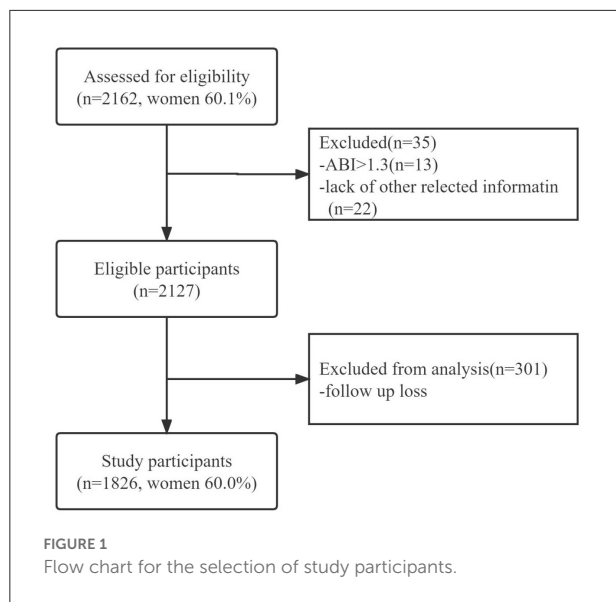 Assessed for eligibility
(n=2162, women 60.1%)
Excluded(n=35)
-ABI>1.3(n=13)
-lack of other relected informatin
(n=22)
Eligible participants
(n=2127)
Excluded from analysis(n=301)
-follow up loss
Study participants
(n=1826, women 60.0%)
FIGURE 1
Flow chart for the selection of study participants.